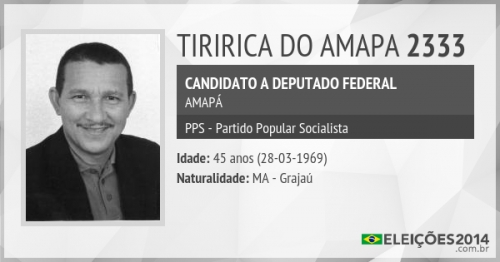 TIRIRICA DO AMAPA 2333
CANDIDATO A DEPUTADO FEDERAL
AMAPÁ
PPS - Partido Popular Socialista
Idade: 45 anos (28-03-1969)
Naturalidade: MA - Grajaú
ELEIÇÕES2014
.com.br